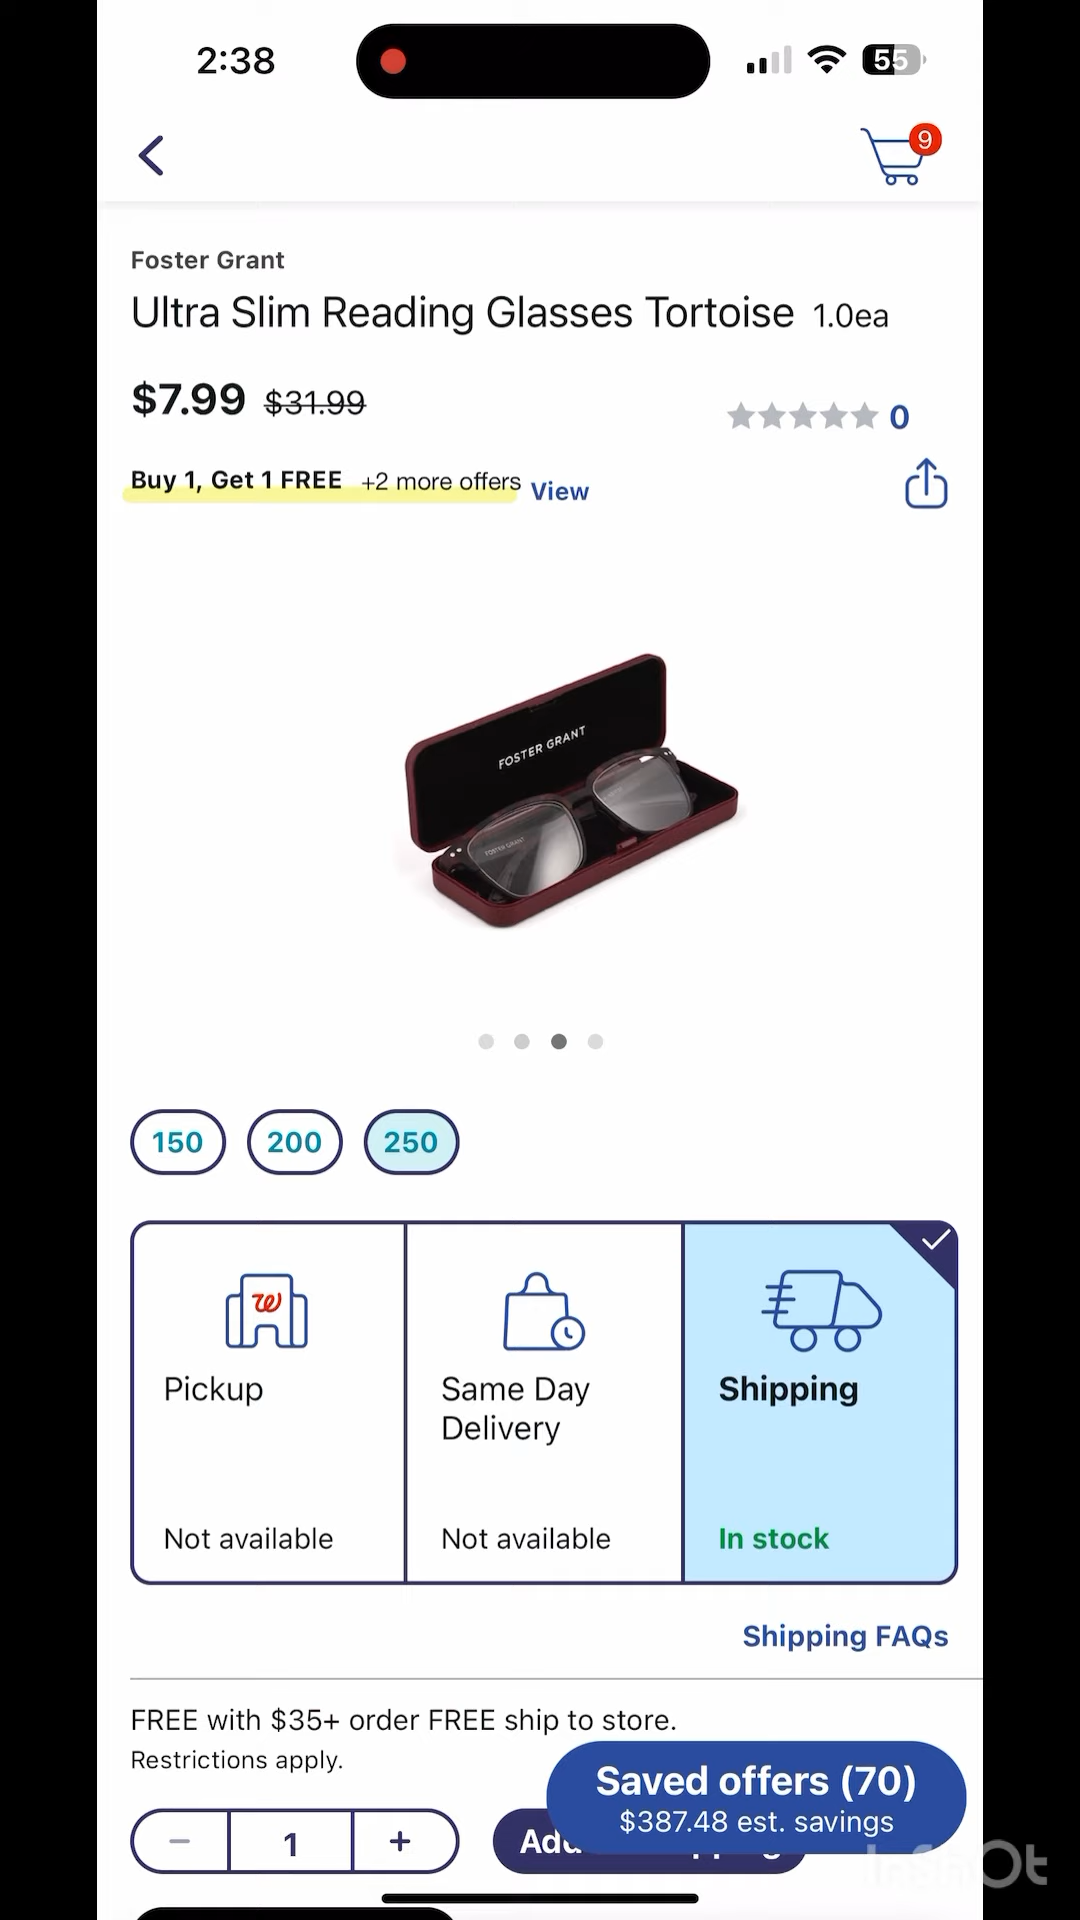 2:38
55
9
Foster Grant
Ultra Slim Reading Glasses Tortoise 1.0ea
$7.99 $31.99
0
Buy 1, Get 1 FREE +2 more offers View
FOSTER GRANT
FOSTER GRANT
150 200 250
W
Pickup
Same Day
Delivery
Shipping
Not available
Not available
In stock
Shipping FAQs
FREE with $35+ order FREE ship to store.
Restrictions apply.
Saved offers (70)
$387.48 est. savings
1
InShOt